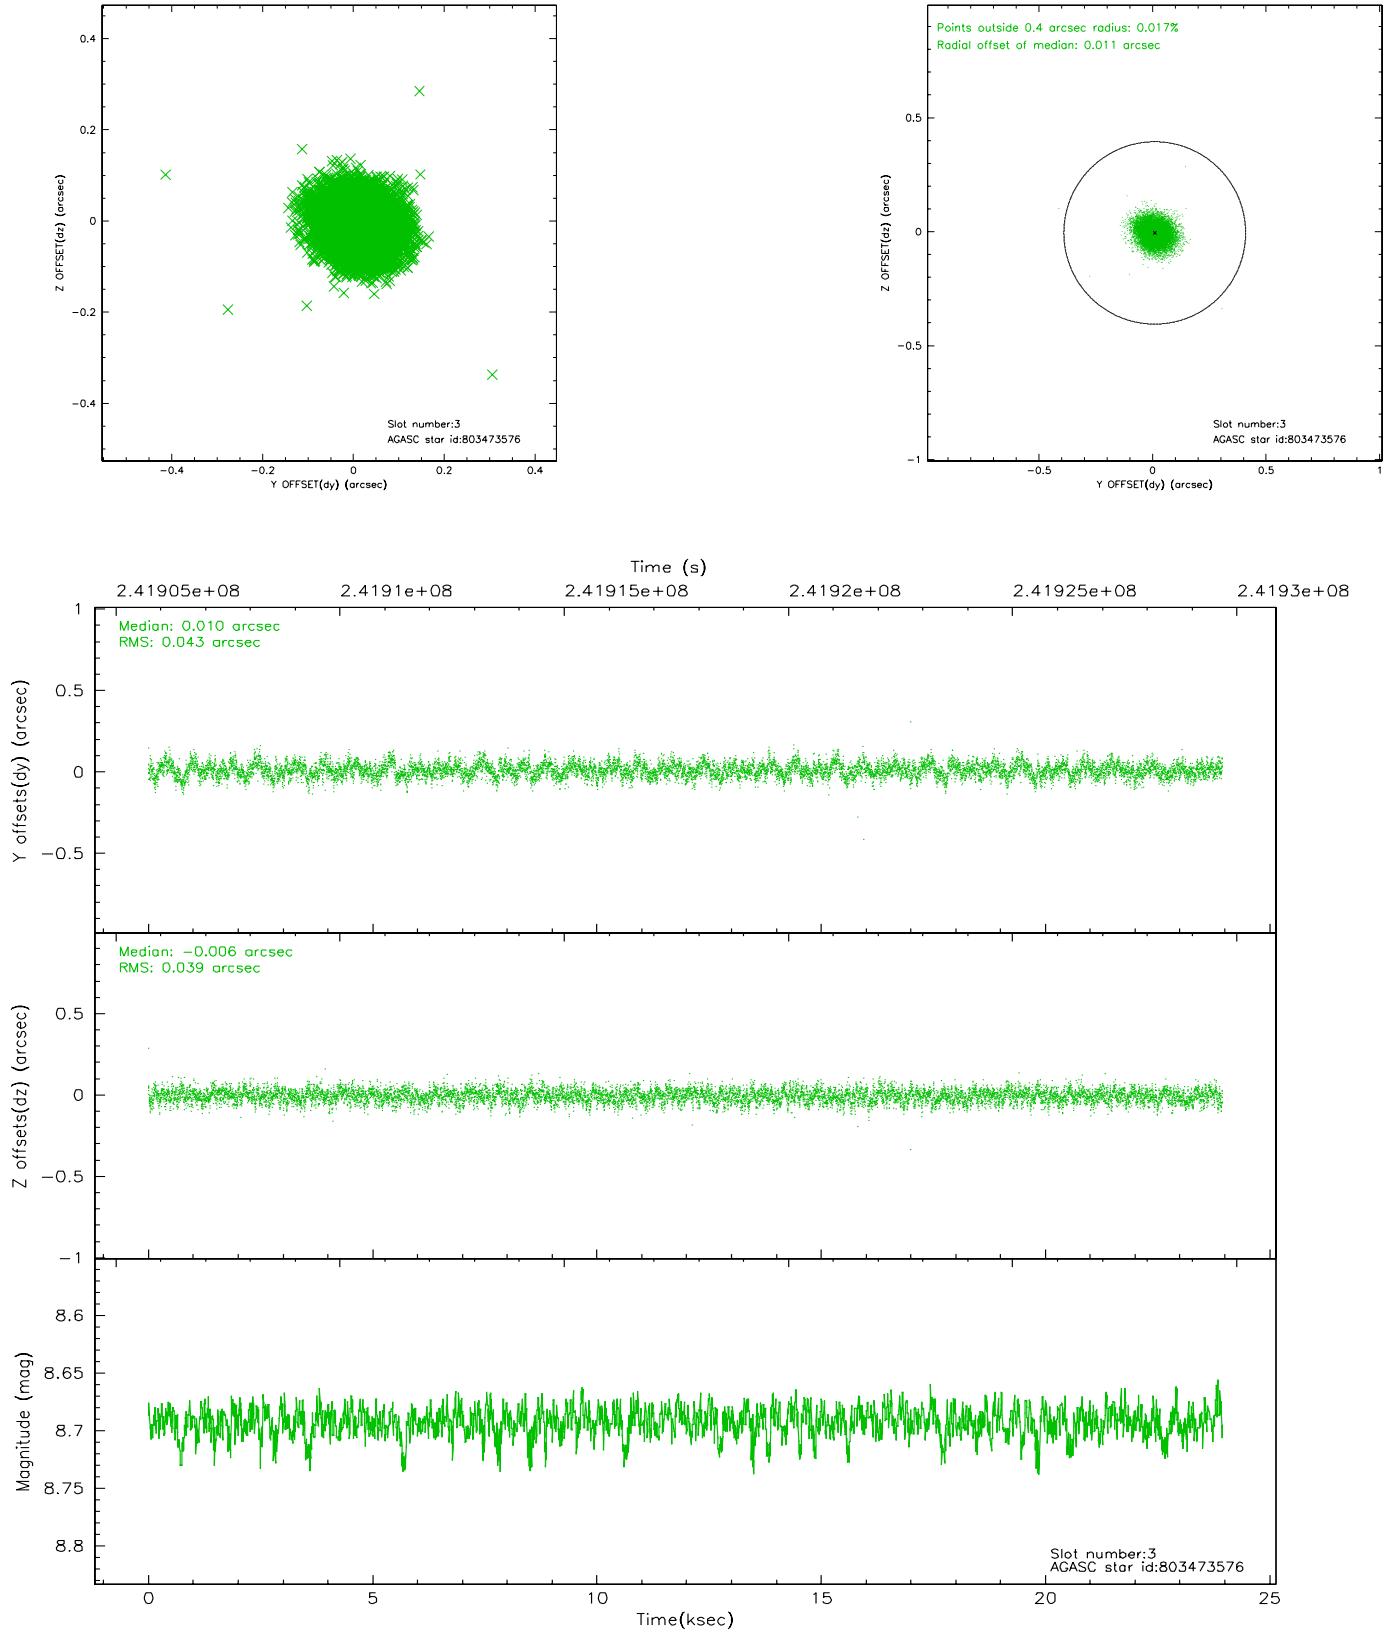 0.4
0.2
0
−0.2
−0.4
Z OFFSET(dz) (arcsec)
−0.4
−0.2
0
0.2
0.4
Y OFFSET(dy) (arcsec)
Slot number:3
AGASC star id:803473576
Points outside 0.4 arcsec radius: 0.017%
Radial offset of median: 0.011 arcsec
0.5
0
−0.5
−1
Z OFFSET(dz) (arcsec)
−0.5
0
0.5
1
Y OFFSET(dy) (arcsec)
Slot number:3
AGASC star id:803473576
Time (s)
2.41905e+08
2.4191e+08
2.41915e+08
2.4192e+08
2.41925e+08
2.4193e+08
Median: 0.010 arcsec
RMS: 0.043 arcsec
1
0.5
0
−0.5
Y offsets(dy) (arcsec)
Median: −0.006 arcsec
RMS: 0.039 arcsec
0.5
0
−0.5
−1
Z offsets(dz) (arcsec)
8.6
8.65
8.7
8.75
8.8
Magnitude (mag)
Slot number:3
AGASC star id:803473576
0
5
10
15
20
25
Time(ksec)